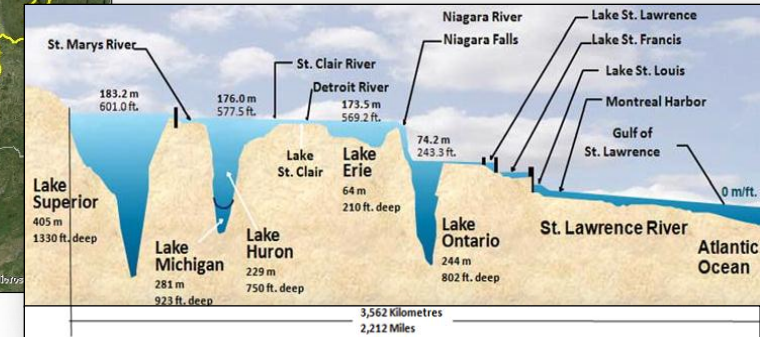 Niagara River
Niagara Falls
Lake St. Lawrence
Lake St. Francis
Lake St. Louis
Montreal Harbor
Gulf of
St. Lawrence
St. Marys River
St. Clair River
Detroit River
183.2 m
601.0 ft.
176.0 m
577.5 ft.
173.5 m
569.2 ft.
74.2 m
243.3 ft.
0 m/ft.
Lake
St. Clair
Lake
Superior
405 m
1330 ft. deep
Lake
Michigan
281 m
923 ft. deep
Lake
Huron
229 m
750 ft. deep
Lake
Erie
64 m
210 ft. deep
Lake
Ontario
244 m
802 ft. deep
St. Lawrence River
Atlantic
Ocean
3,562 Kilometres
2,212 Miles